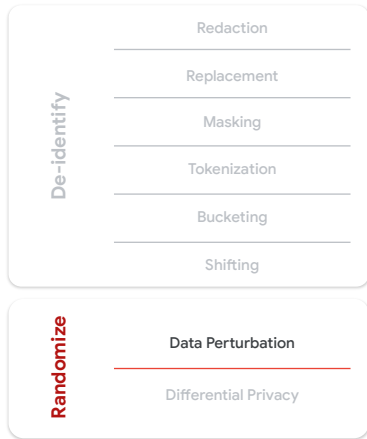 De-identify
Redaction
Replacement
Masking
Tokenization
Bucketing
Shifting
Randomize
Data Perturbation
Differential Privacy